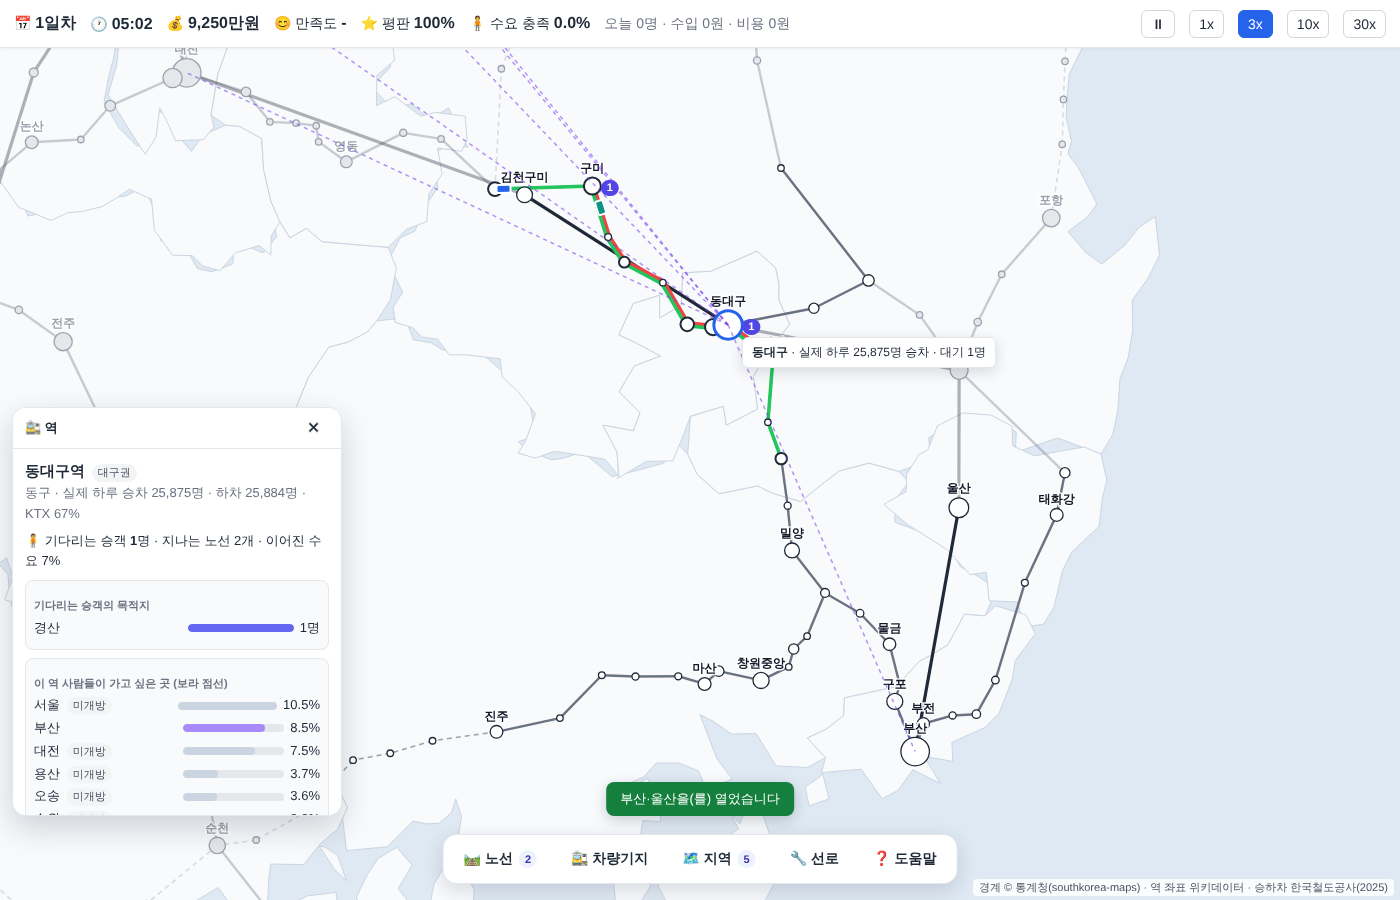 📅 1일차 🕐 05:02 💰 9,250만원 😊 만족도 - ⭐ 평판 100% 🧍 수요 충족 0.0% 오늘 0명 · 수입 0원 · 비용 0원 ⏸ 1x 3x 10x 30x
대전
논산
영동
김천구미
구미
1
포항
전주
동대구
1
동대구 · 실제 하루 25,875명 승차 · 대기 1명
울산
태화강
밀양
물금
구포
부전
부산
마산
창원중앙
진주
순천
🚉 역 ✕
동대구역 대구권
동구 · 실제 하루 승차 25,875명 · 하차 25,884명 ·
KTX 67%
🧍 기다리는 승객 1명 · 지나는 노선 2개 · 이어진 수
요 7%
기다리는 승객의 목적지
경산 1명
이 역 사람들이 가고 싶은 곳 (보라 점선)
서울 미개방 10.5%
부산 8.5%
대전 미개방 7.5%
용산 미개방 3.7%
오송 미개방 3.6%
부산·울산을(를) 열었습니다
🛤️ 노선 2 🚉 차량기지 🗺️ 지역 5 🔧 선로 ❓ 도움말
경계 © 통계청(southkorea-maps) · 역 좌표 위키데이터 · 승하차 한국철도공사(2025)